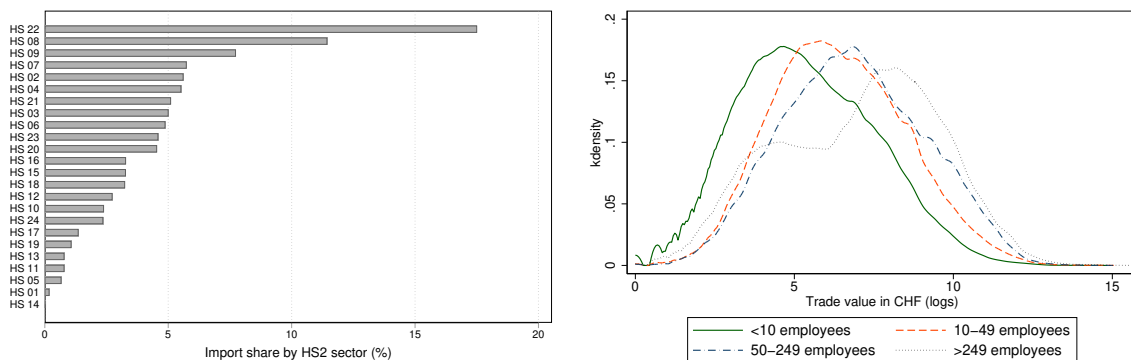 HS 22
HS 08
HS 09
HS 07
HS 02
HS 04
HS 21
HS 03
HS 06
HS 23
HS 20
HS 16
HS 15
HS 18
HS 12
HS 10
HS 24
HS 17
HS 19
HS 13
HS 11
HS 05
HS 01
HS 14
0 5 10 15 20
Import share by HS2 sector (%)
kdensity
.2
.15
.1
.05
0
0 5 10 15
Trade value in CHF (logs)
<10 employees 10−49 employees
50−249 employees >249 employees